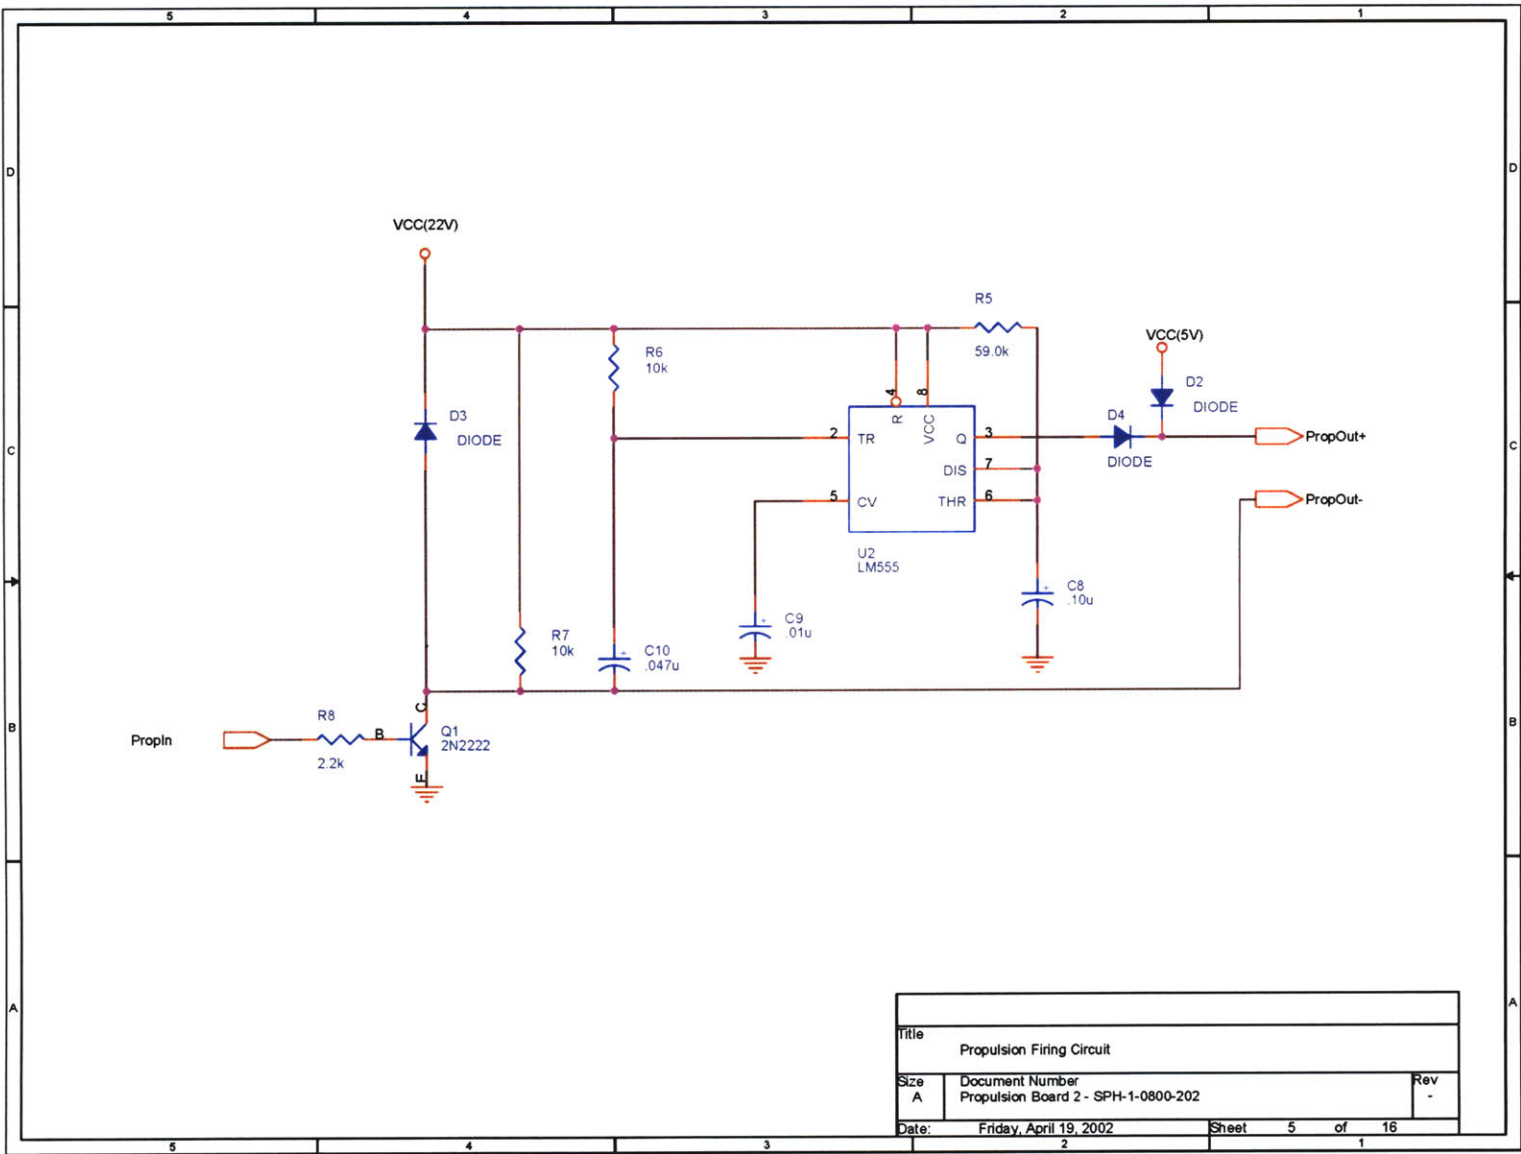 5 4 3 2 1
D D
VCC(22V)
R5
59.0k
VCC(5V)
R6
10k
D2
DIODE
4 8
R VCC
D3
DIODE
D4
DIODE
2 TR Q 3
PropOut+
C C
DIS 7
5 CV THR 6
PropOut-
U2
LM555
C8
.10u
C9
.01u
R7
10k
C10
.047u
C
R8
2.2k
B
Q1
2N2222
PropIn
E
B B
A A
Title
Propulsion Firing Circuit
Size
A
Document Number
Propulsion Board 2 - SPH-1-0800-202
Rev
-
Date: Friday, April 19, 2002 Sheet 5 of 16
5 4 3 2 1